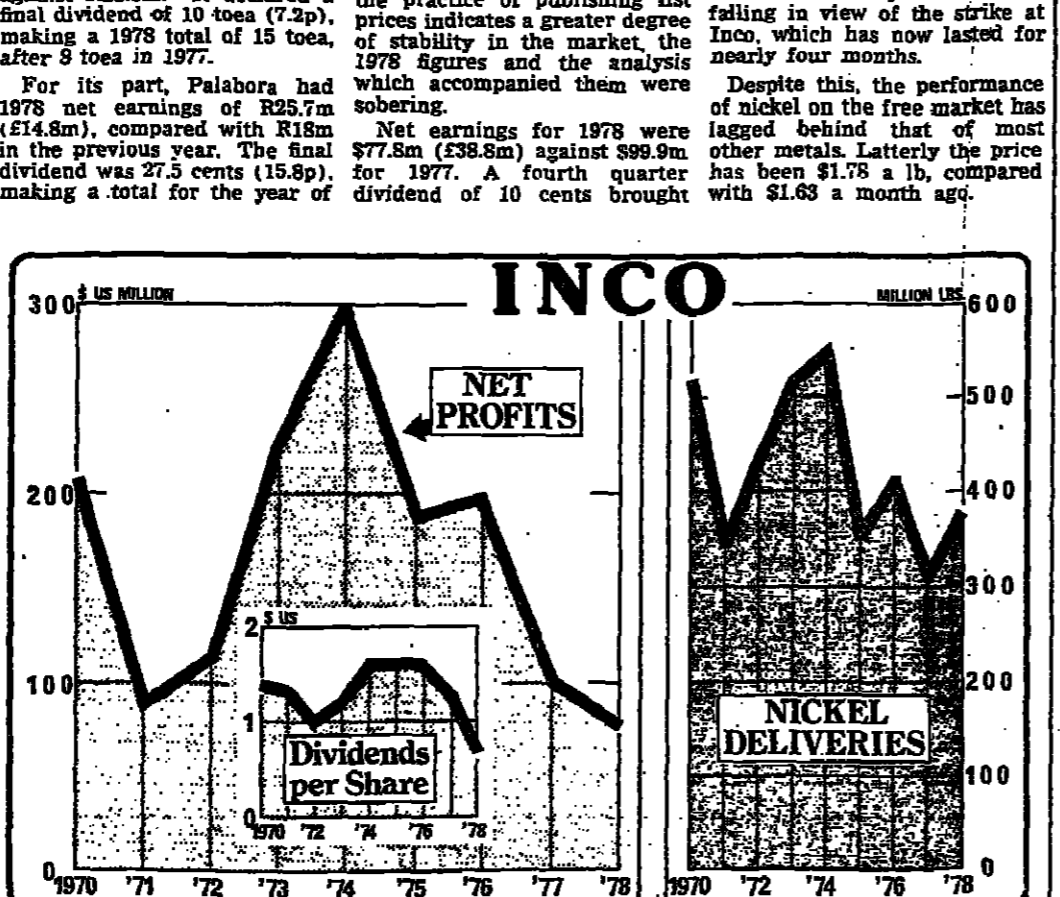 final dividend of 10 toea (7.2p),
making a 1978 total of 15 toea,
after 8 toea in 1977.
For its part, Palabora had
1978 net earnings of R25.7m
(£14.8m), compared with R18m
in the previous year. The final
dividend was 27.5 cents (15.8p),
making a total for the year of
the practice of publishing list
prices indicates a greater degree
of stability in the market, the
1978 figures and the analysis
which accompanied them were
sobering.
Net earnings for 1978 were
$77.8m (£38.8m) against $99.9m
for 1977. A fourth quarter
dividend of 10 cents brought
falling in view of the strike at
Inco, which has now lasted for
nearly four months.
Despite this, the performance
of nickel on the free market has
lagged behind that of most
other metals. Latterly the price
has been $1.78 a lb, compared
with $1.63 a month ago.
INCO
$ US MILLION
300
200
100
0
NET
PROFITS
1970 '71 '72 '73 '74 '75 '76 '77 '78
$ US
2
1
0
Dividends
per Share
1970 '72 '74 '76 '78
MILLION LBS
600
500
400
300
200
100
0
NICKEL
DELIVERIES
1970 '72 '74 '76 '78